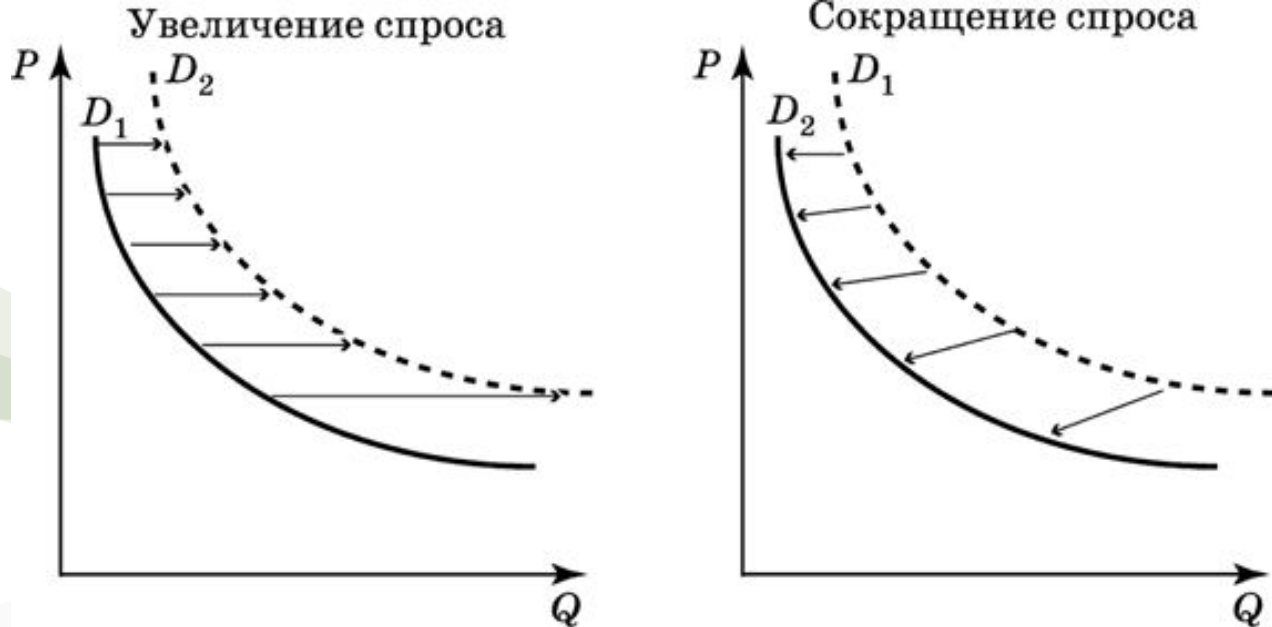 Увеличение спроса
P
D₂
D₁
Q
Сокращение спроса
P
D₁
D₂
Q